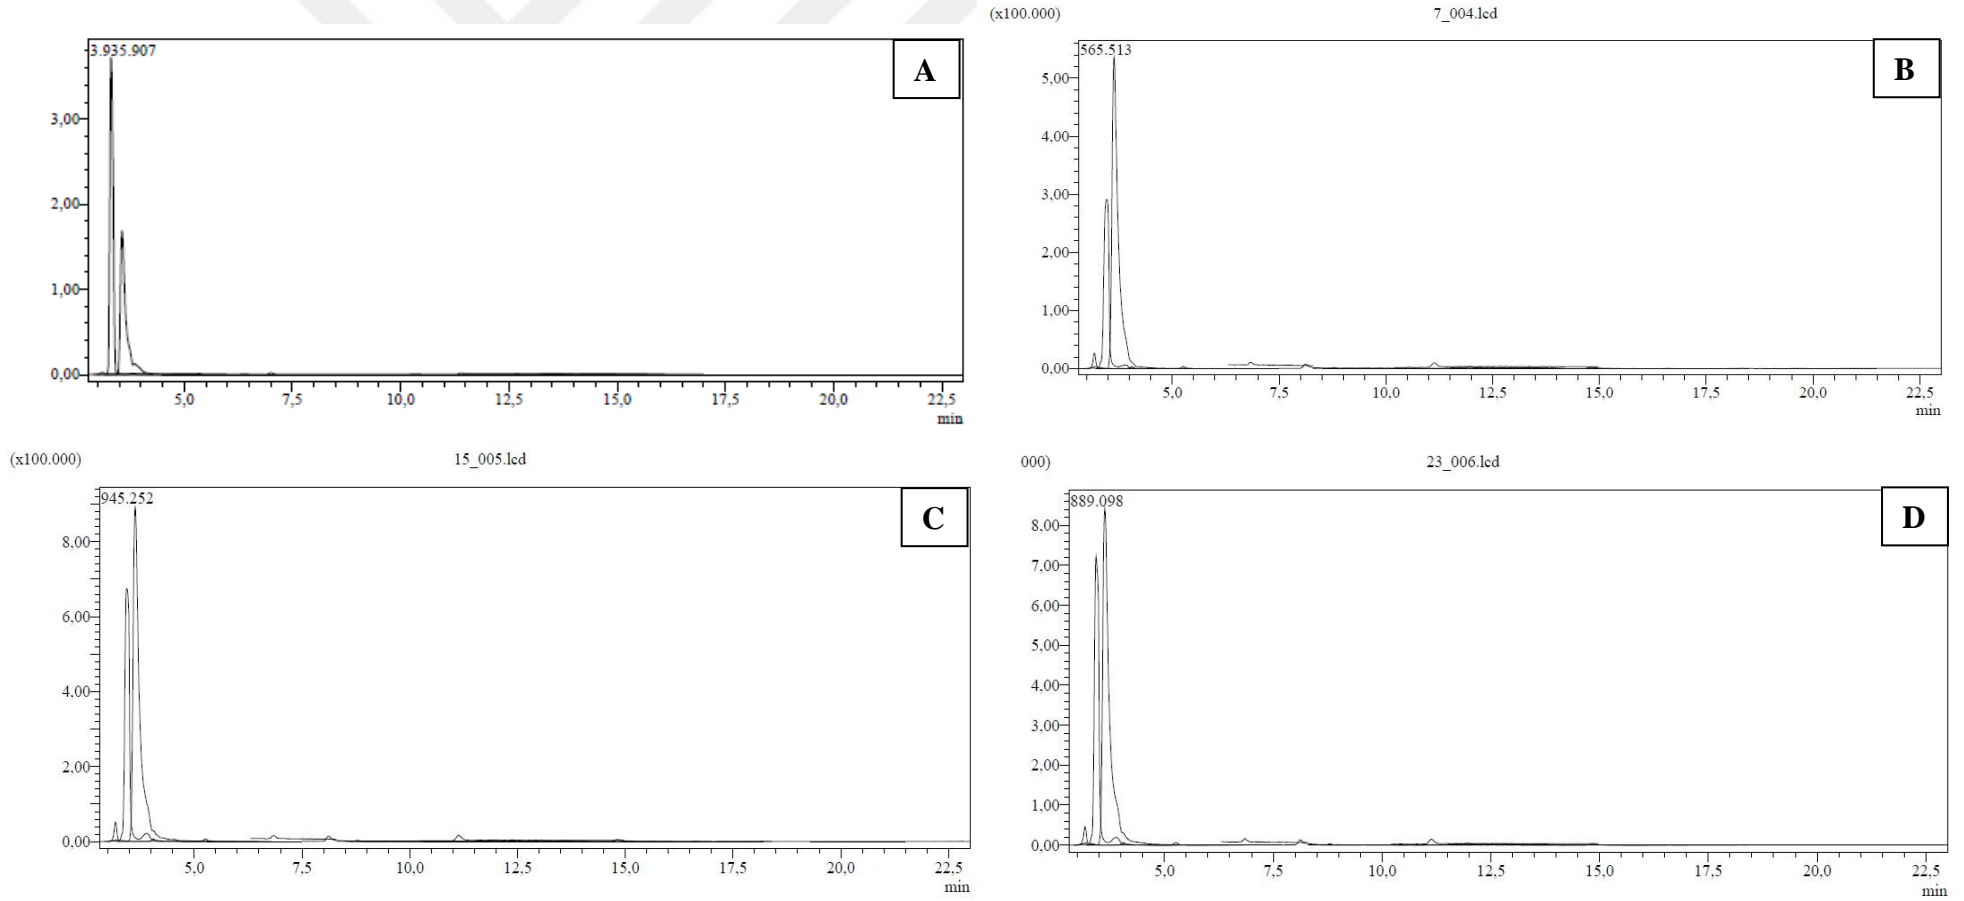 3.935.907
A
3,00
2,00
1,00
0,00
5,0 7,5 10,0 12,5 15,0 17,5 20,0 22,5
min
(x100.000) 7_004.lcd
565.513
B
5,00
4,00
3,00
2,00
1,00
0,00
5,0 7,5 10,0 12,5 15,0 17,5 20,0 22,5
min
(x100.000) 15_005.lcd
945.252
C
8,00
6,00
4,00
2,00
0,00
5,0 7,5 10,0 12,5 15,0 17,5 20,0 22,5
min
000) 23_006.lcd
889.098
D
8,00
7,00
6,00
5,00
4,00
3,00
2,00
1,00
0,00
5,0 7,5 10,0 12,5 15,0 17,5 20,0 22,5
min